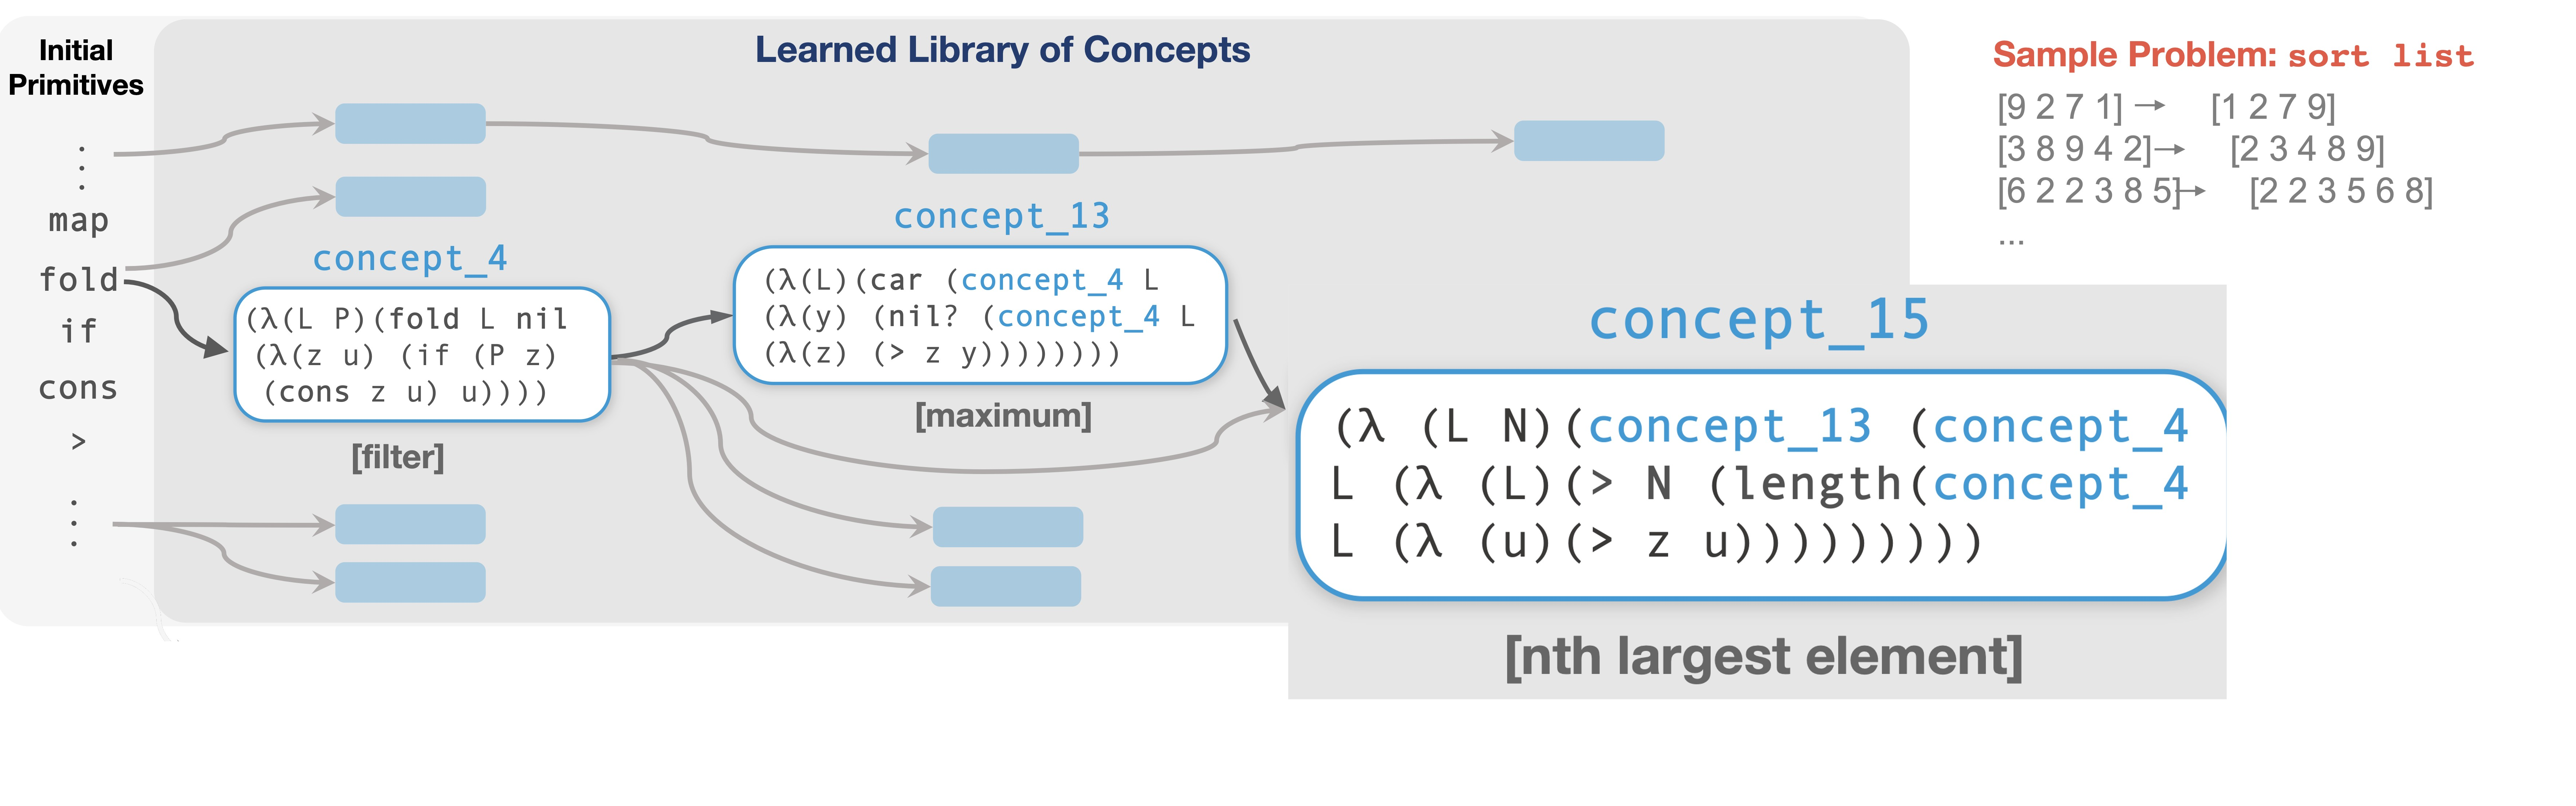 Initial
Primitives
⋮
map
fold
if
cons
>
⋮
Learned Library of Concepts
concept_4
(λ(L P)(fold L nil
(λ(z u) (if (P z)
(cons z u) u))))
[filter]
concept_13
(λ(L)(car (concept_4 L
(λ(y) (nil? (concept_4 L
(λ(z) (> z y))))))))
[maximum]
concept_15
(λ (L N)(concept_13 (concept_4
L (λ (L)(> N (length(concept_4
L (λ (u)(> z u)))))))))
[nth largest element]
Sample Problem: sort list
[9 2 7 1] → [1 2 7 9]
[3 8 9 4 2]→ [2 3 4 8 9]
[6 2 2 3 8 5]→ [2 2 3 5 6 8]
...